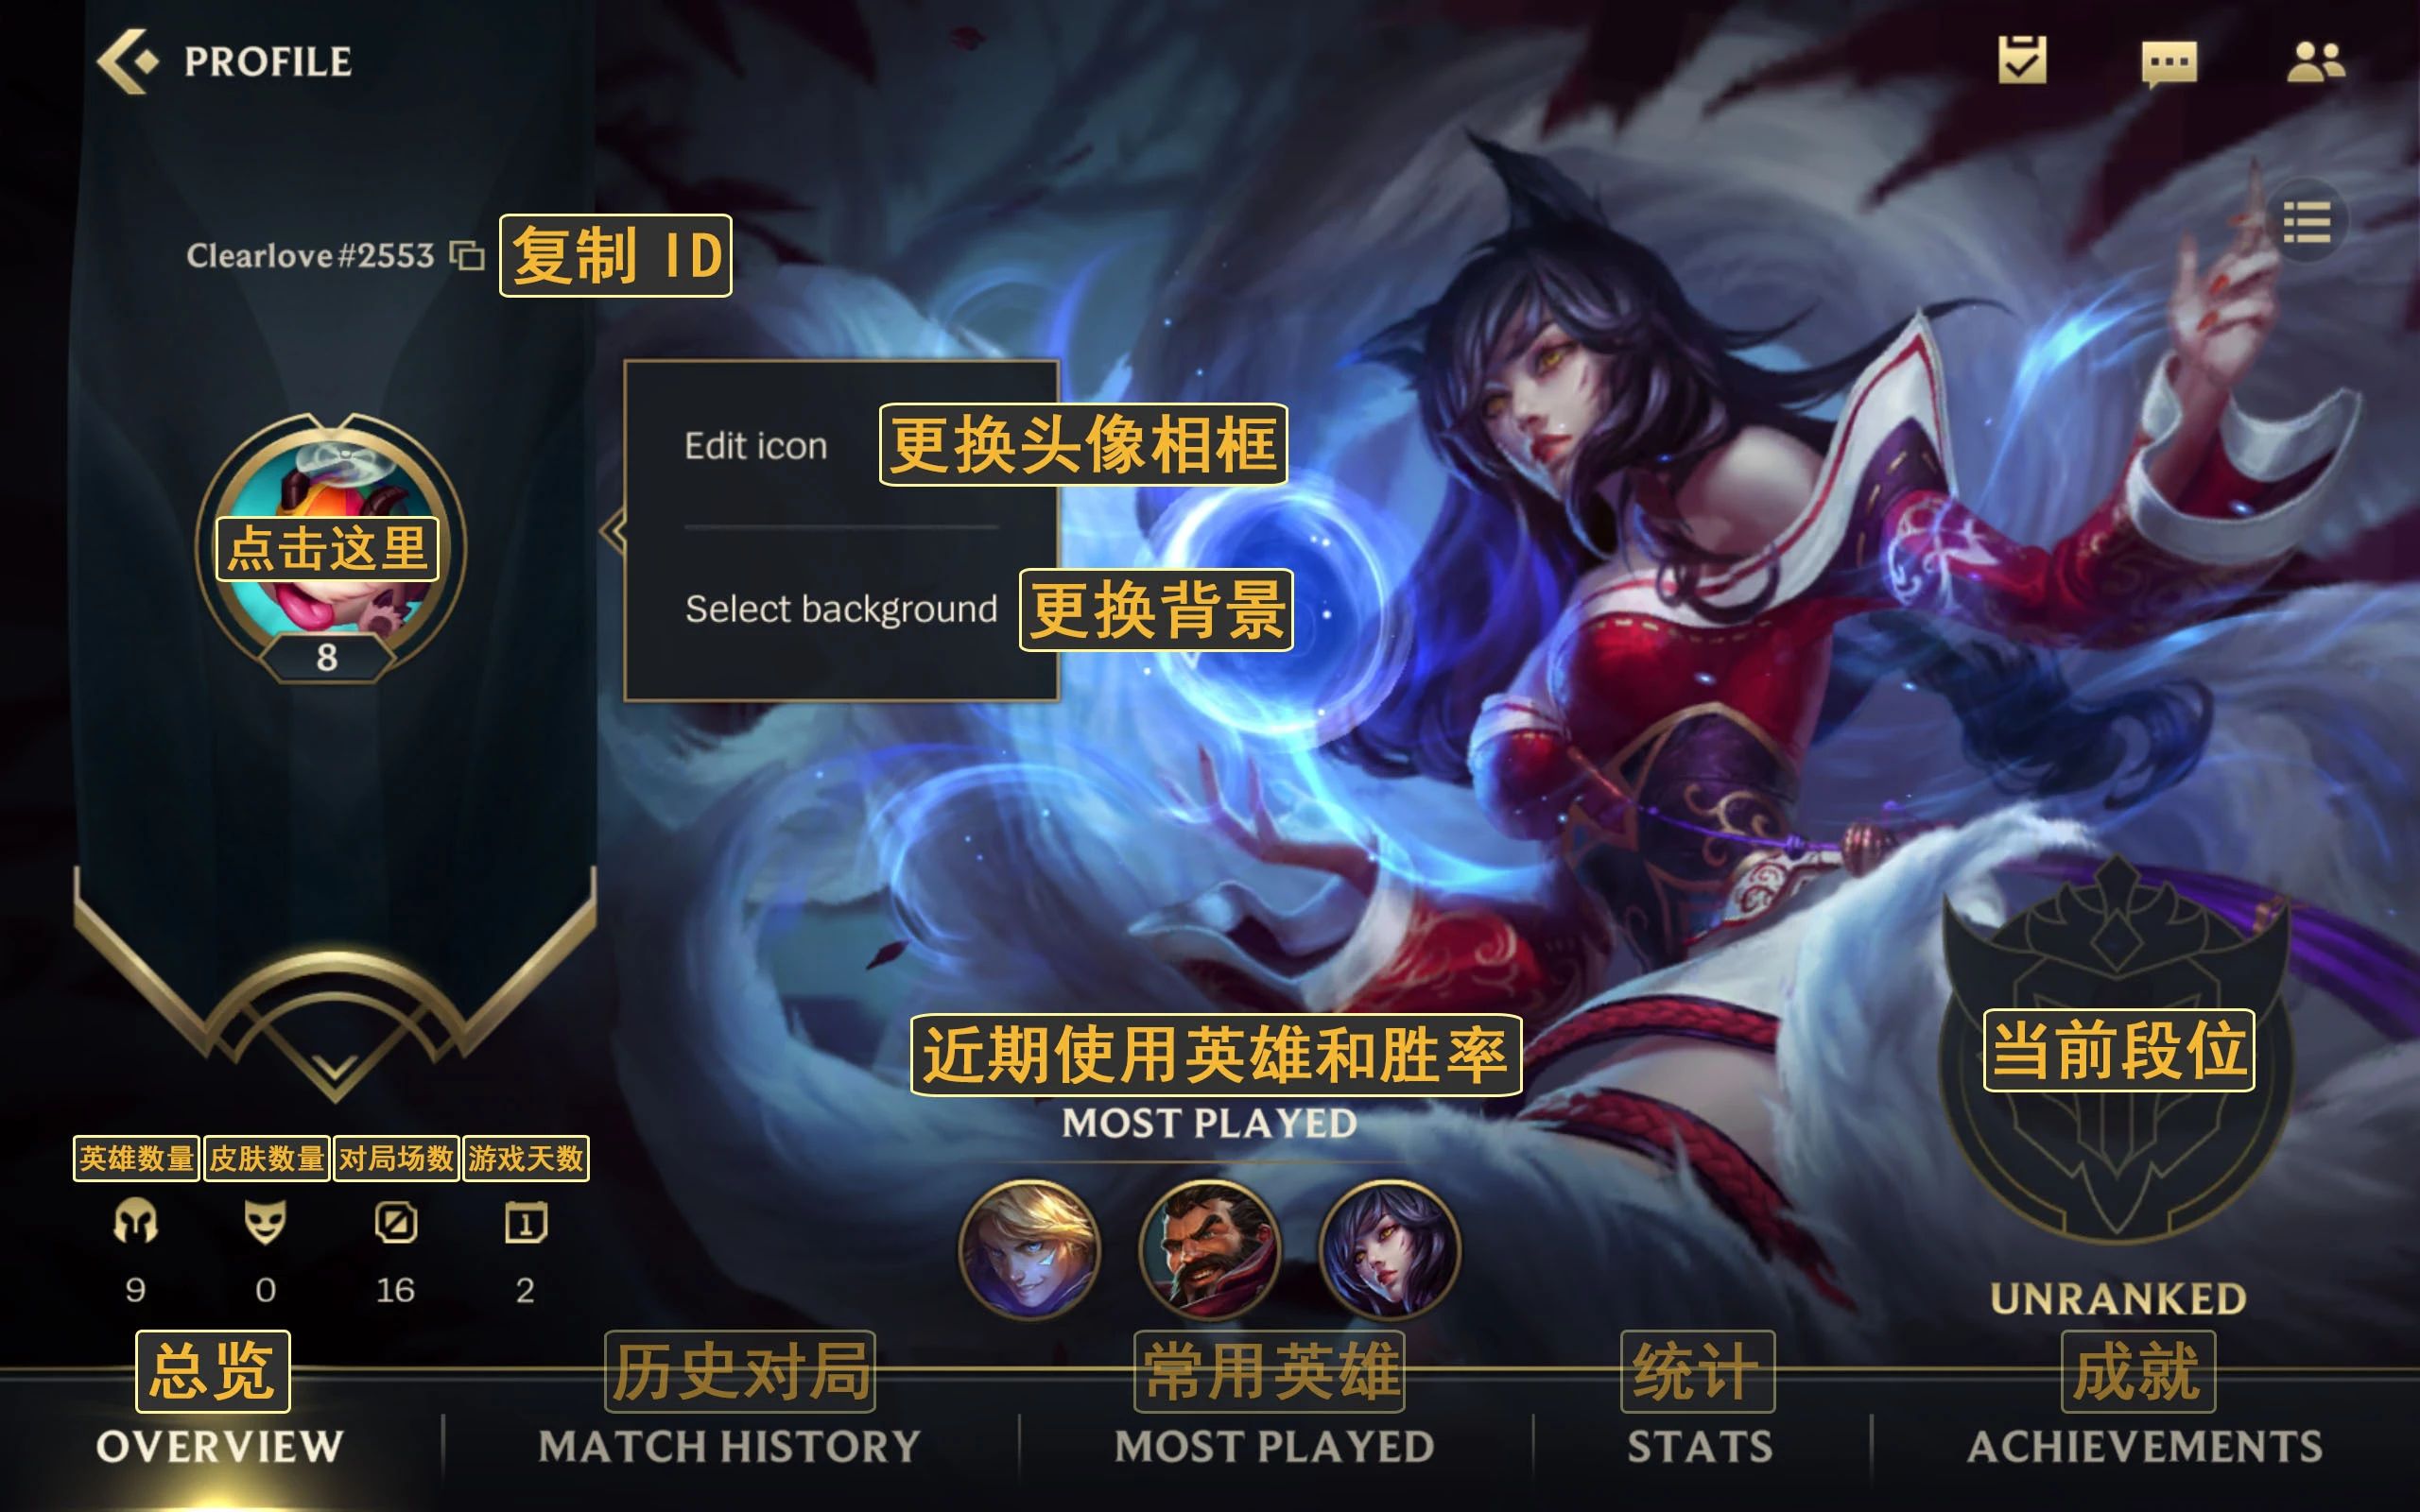 PROFILE
Clearlove#2553
复制 ID
Edit icon
更换头像相框
点击这里
Select background
更换背景
8
近期使用英雄和胜率
MOST PLAYED
当前段位
UNRANKED
英雄数量 皮肤数量 对局场数 游戏天数
1
9 0 16 2
总览 历史对局 常用英雄 统计 成就
OVERVIEW MATCH HISTORY MOST PLAYED STATS ACHIEVEMENTS